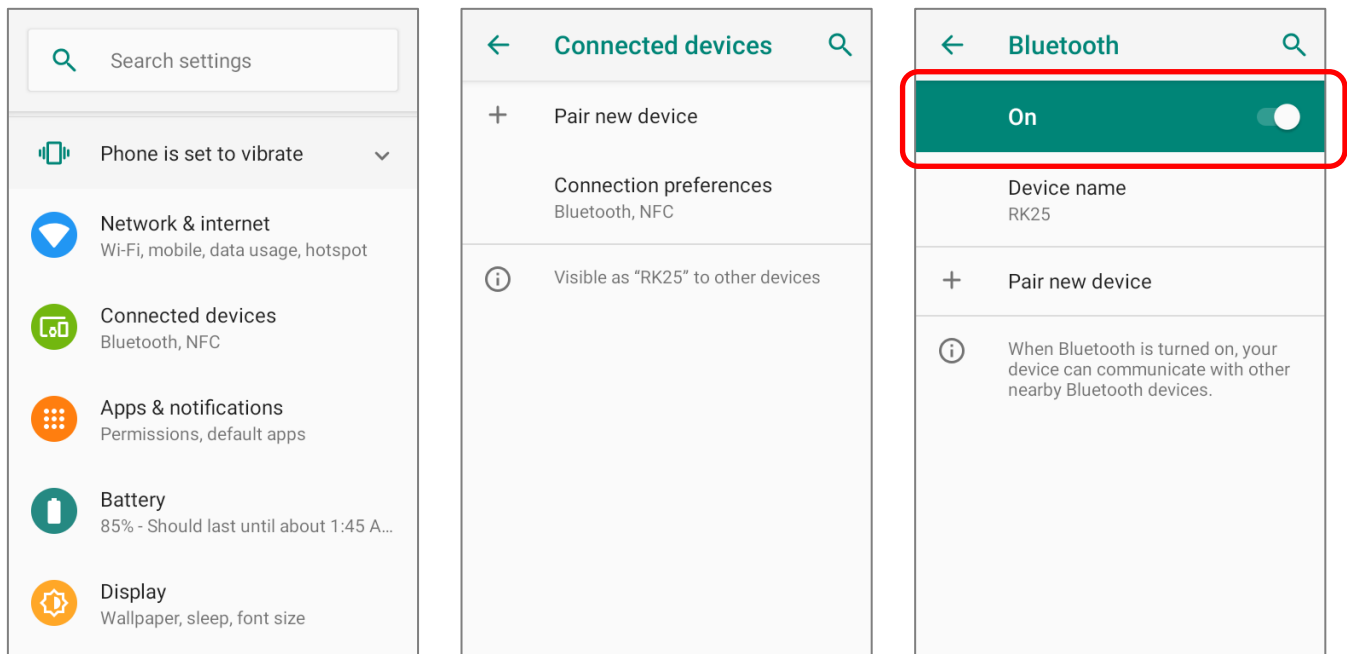 Search settings
Phone is set to vibrate
Network & internet
Wi-Fi, mobile, data usage, hotspot
Connected devices
Bluetooth, NFC
Apps & notifications
Permissions, default apps
Battery
85% - Should last until about 1:45 A...
Display
Wallpaper, sleep, font size
Connected devices
Pair new device
Connection preferences
Bluetooth, NFC
Visible as “RK25” to other devices
Bluetooth
On
Device name
RK25
Pair new device
When Bluetooth is turned on, your
device can communicate with other
nearby Bluetooth devices.